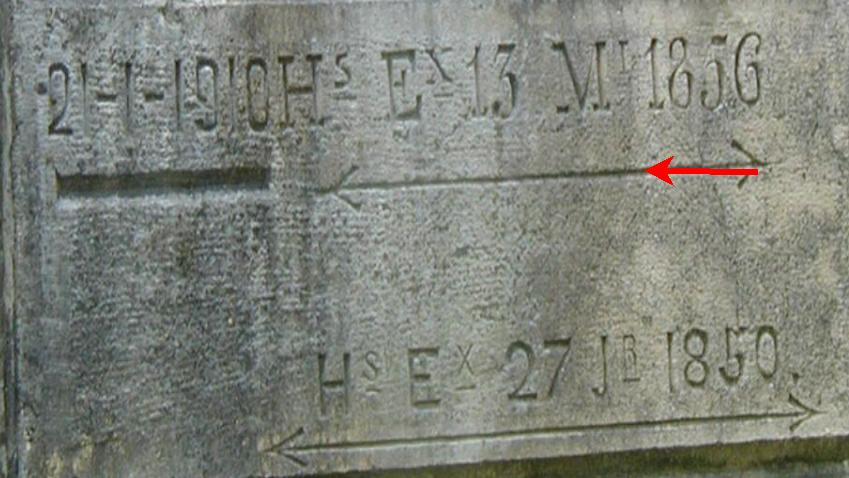 21-1-1910 Hˢ Eˣ 13 Mᴵ 1856
Hˢ Eˣ 27 Jᴿ 1850.